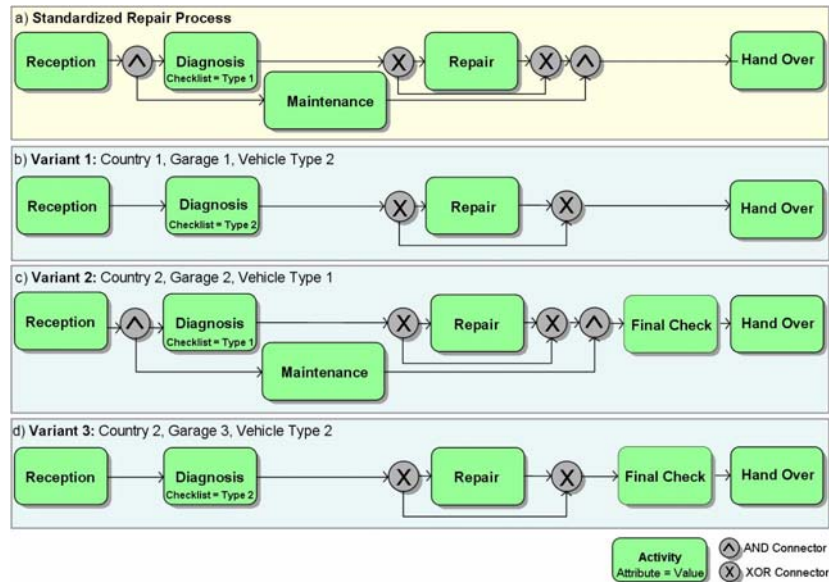 a) Standardized Repair Process
Reception
Diagnosis
Checklist = Type 1
Maintenance
Repair
Hand Over
b) Variant 1: Country 1, Garage 1, Vehicle Type 2
Reception
Diagnosis
Checklist = Type 2
Repair
Hand Over
c) Variant 2: Country 2, Garage 2, Vehicle Type 1
Reception
Diagnosis
Checklist = Type 1
Maintenance
Repair
Final Check
Hand Over
d) Variant 3: Country 2, Garage 3, Vehicle Type 2
Reception
Diagnosis
Checklist = Type 2
Repair
Final Check
Hand Over
Activity
Attribute = Value
AND Connector
XOR Connector